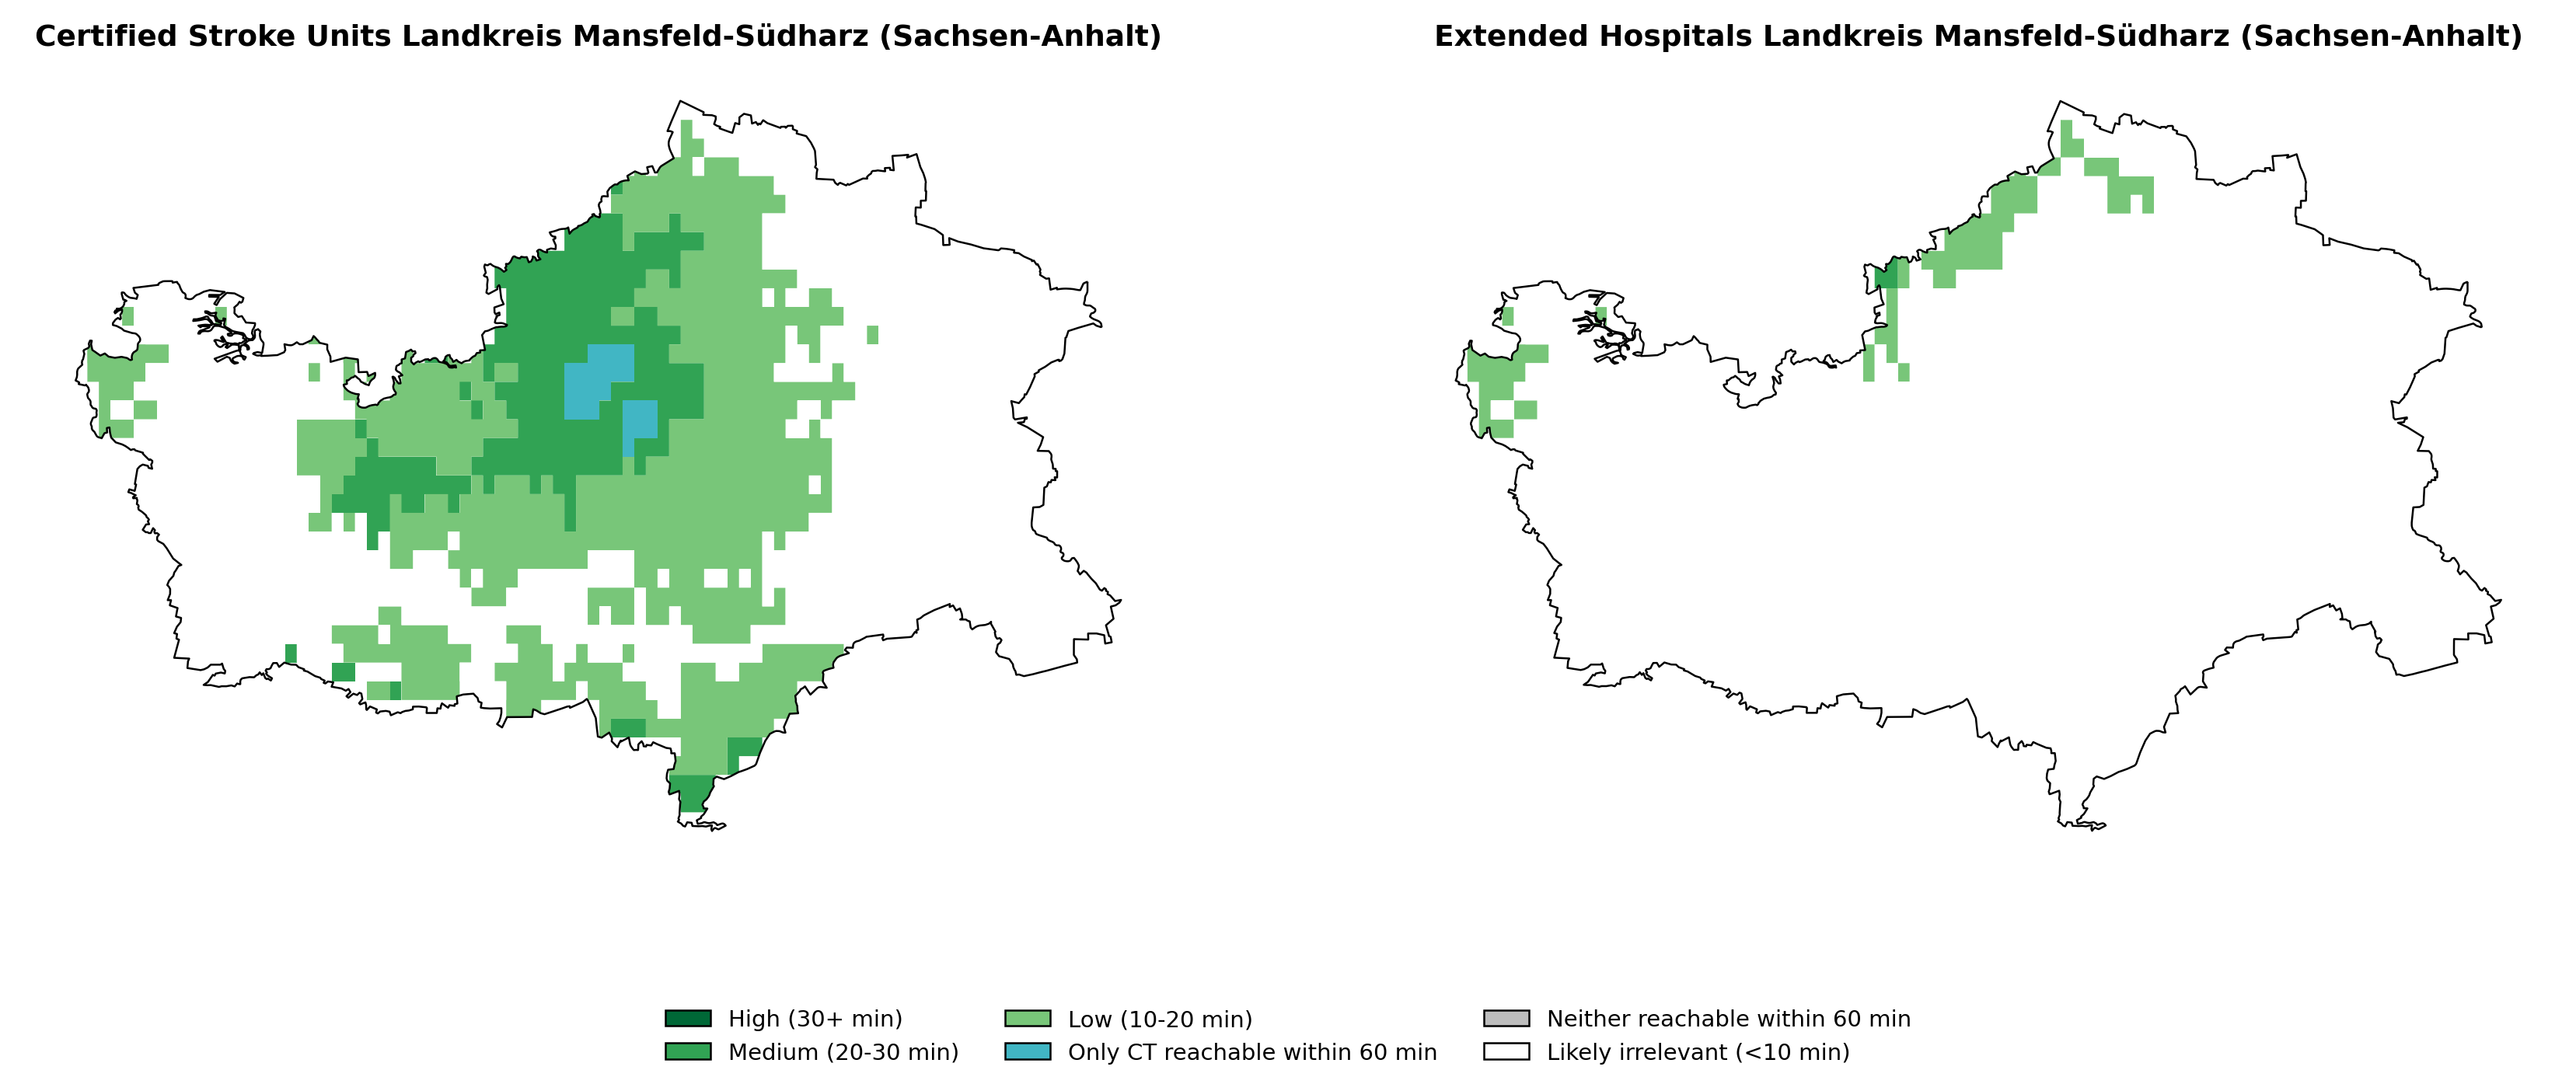 Certified Stroke Units Landkreis Mansfeld-Südharz (Sachsen-Anhalt)
Extended Hospitals Landkreis Mansfeld-Südharz (Sachsen-Anhalt)
High (30+ min)
Medium (20-30 min)
Low (10-20 min)
Only CT reachable within 60 min
Neither reachable within 60 min
Likely irrelevant (<10 min)